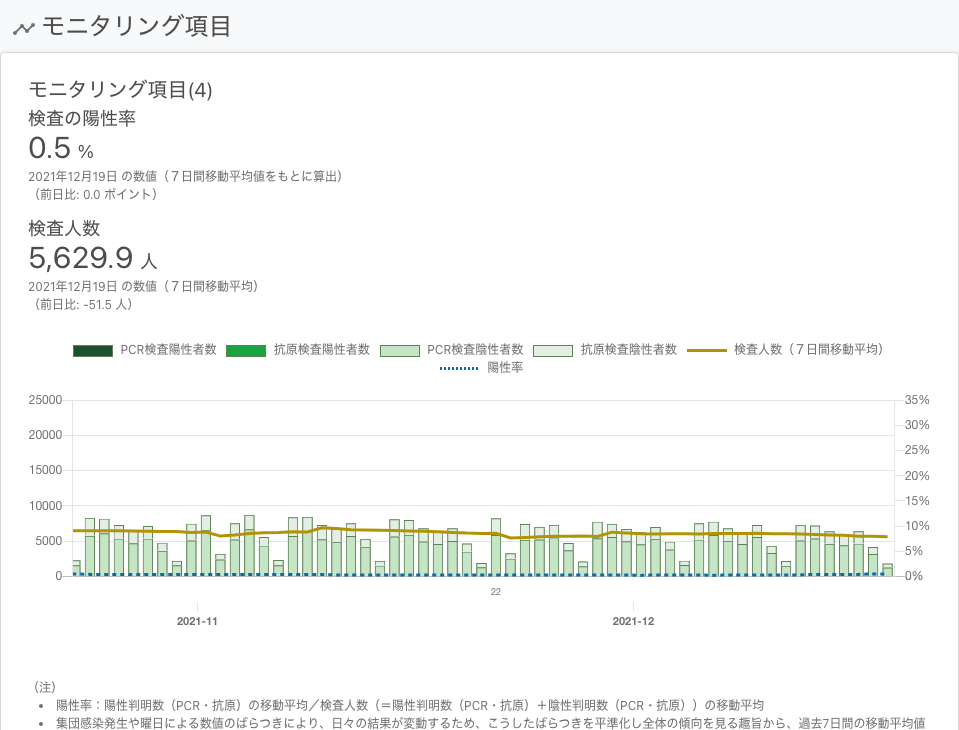 モニタリング項目
モニタリング項目(4)
検査の陽性率
0.5 %
2021年12月19日 の数値（７日間移動平均値をもとに算出）
（前日比: 0.0 ポイント）
検査人数
5,629.9 人
2021年12月19日 の数値（７日間移動平均）
（前日比: -51.5 人）
PCR検査陽性者数 抗原検査陽性者数 PCR検査陰性者数 抗原検査陰性者数 検査人数（７日間移動平均）
陽性率
25000 35%
20000 30%
15000 25%
10000 20%
5000 15%
0 10%
5%
0%
22
2021-11 2021-12
（注）
• 陽性率：陽性判明数（PCR・抗原）の移動平均／検査人数（＝陽性判明数（PCR・抗原）＋陰性判明数（PCR・抗原））の移動平均
• 集団感染発生や曜日による数値のばらつきにより、日々の結果が変動するため、こうしたばらつきを平準化し全体の傾向を見る趣旨から、過去7日間の移動平均値